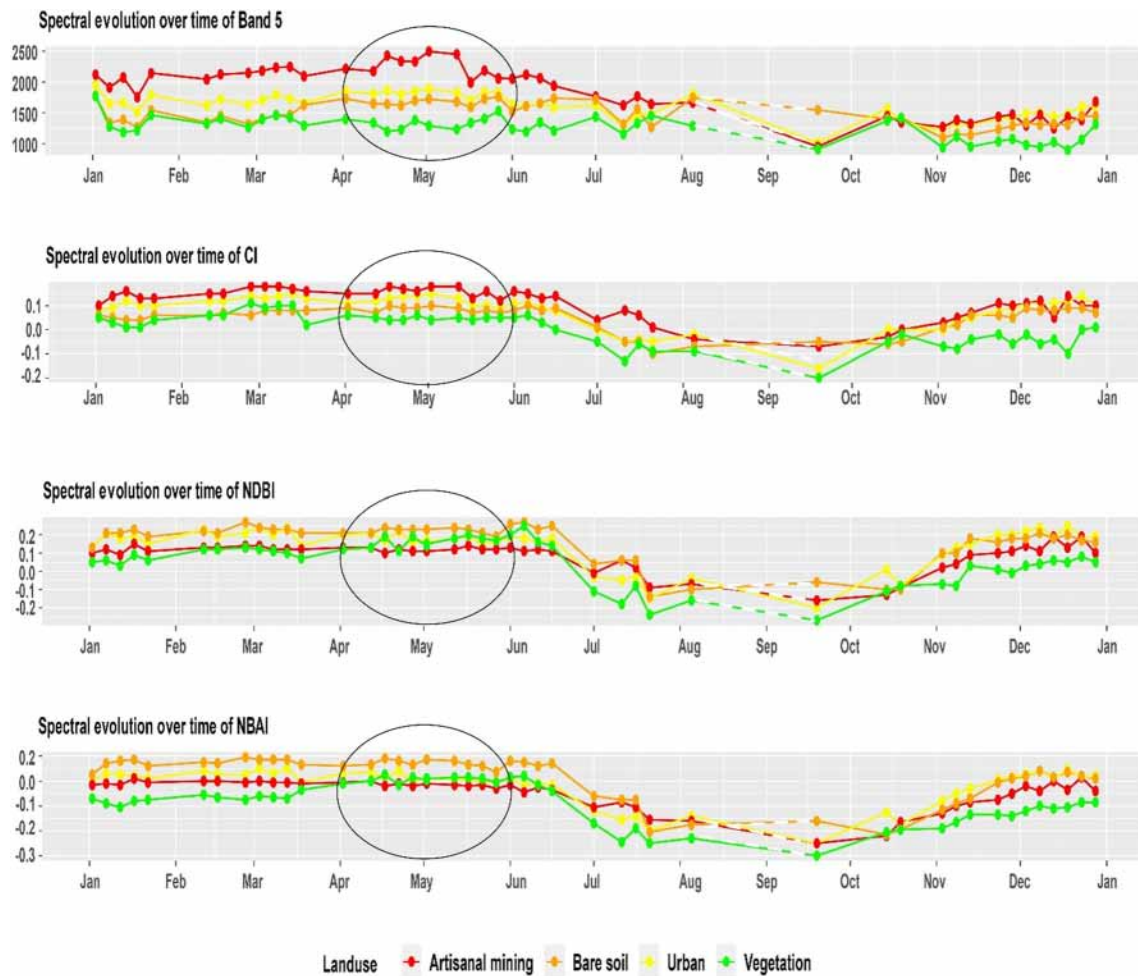 Spectral evolution over time of Band 5
2500
2000
1500
1000
Jan Feb Mar Apr May Jun Jul Aug Sep Oct Nov Dec Jan
Spectral evolution over time of CI
0.1
0.0
-0.1
-0.2
Jan Feb Mar Apr May Jun Jul Aug Sep Oct Nov Dec Jan
Spectral evolution over time of NDBI
0.2
0.1
0.0
-0.1
-0.2
Jan Feb Mar Apr May Jun Jul Aug Sep Oct Nov Dec Jan
Spectral evolution over time of NBAI
0.2
0.0
-0.1
-0.2
-0.3
Jan Feb Mar Apr May Jun Jul Aug Sep Oct Nov Dec Jan
Landuse Artisanal mining Bare soil Urban Vegetation